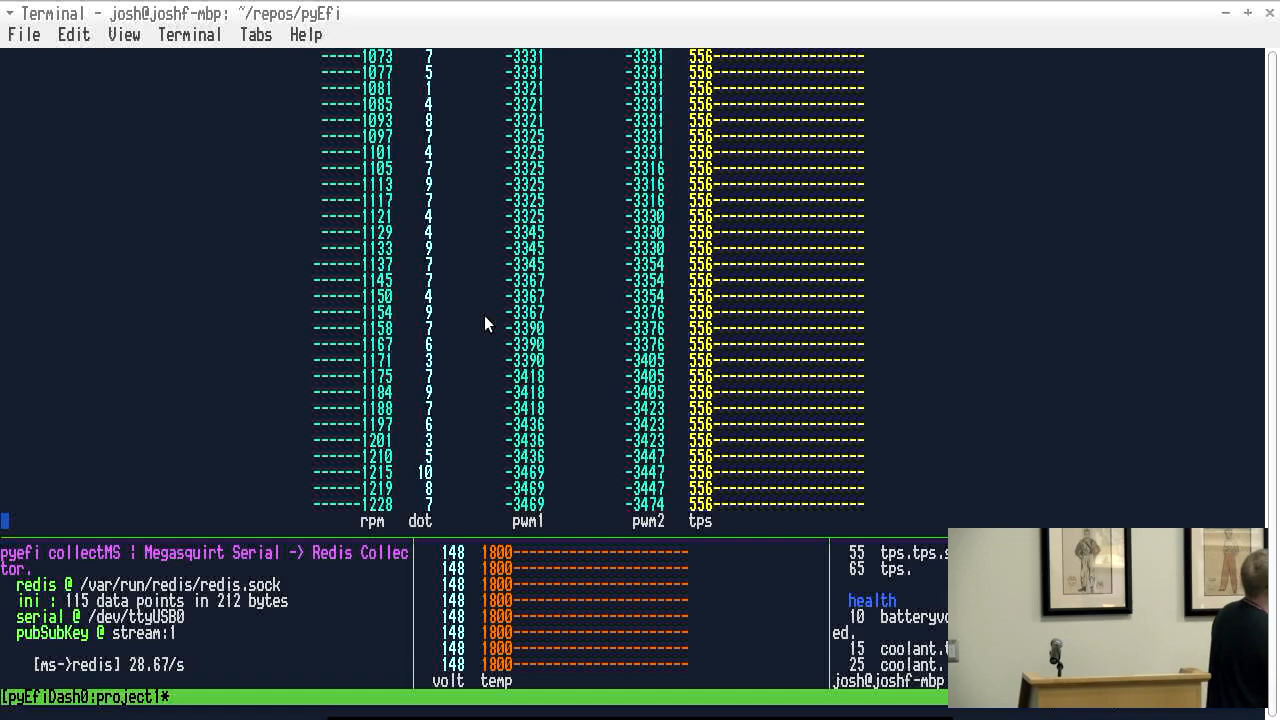 Terminal - josh@joshf-mbp: ~/repos/pyEfi
File Edit View Terminal Tabs Help
-----1073 7 -3331 -3331 556-------------------
-----1077 5 -3331 -3331 556-------------------
-----1081 1 -3321 -3331 556-------------------
-----1085 4 -3321 -3331 556-------------------
-----1093 8 -3321 -3331 556-------------------
-----1097 7 -3325 -3331 556-------------------
-----1101 4 -3325 -3331 556-------------------
-----1105 7 -3325 -3316 556-------------------
-----1113 9 -3325 -3316 556-------------------
-----1117 7 -3325 -3316 556-------------------
-----1121 4 -3325 -3330 556-------------------
-----1129 4 -3345 -3330 556-------------------
-----1133 9 -3345 -3330 556-------------------
------1137 7 -3345 -3354 556-------------------
------1145 7 -3367 -3354 556-------------------
------1150 4 -3367 -3354 556-------------------
------1154 9 -3367 -3376 556-------------------
------1158 7 -3390 -3376 556-------------------
------1167 6 -3390 -3376 556-------------------
------1171 3 -3390 -3405 556-------------------
------1175 7 -3418 -3405 556-------------------
------1184 9 -3418 -3405 556-------------------
------1188 7 -3418 -3423 556-------------------
------1197 6 -3436 -3423 556-------------------
------1201 3 -3436 -3423 556-------------------
------1210 5 -3436 -3447 556-------------------
------1215 10 -3469 -3447 556-------------------
------1219 8 -3469 -3447 556-------------------
------1228 7 -3469 -3474 556-------------------
rpm dot pwm1 pwm2 tps
pyefi collectMS | Megasquirt Serial -> Redis Collec
tor.
redis @ /var/run/redis/redis.sock
ini : 115 data points in 212 bytes
serial @ /dev/ttyUSB0
pubSubKey @ stream:1
[ms->redis] 28.67/s
148 1800----------------------
148 1800----------------------
148 1800----------------------
148 1800----------------------
148 1800----------------------
148 1800----------------------
148 1800----------------------
148 1800----------------------
volt temp
55 tps.tps.s
65 tps.
health
10 batteryvo
ed.
15 coolant.t
25 coolant.
josh@joshf-mbp
[pyEfiDash0:project1*